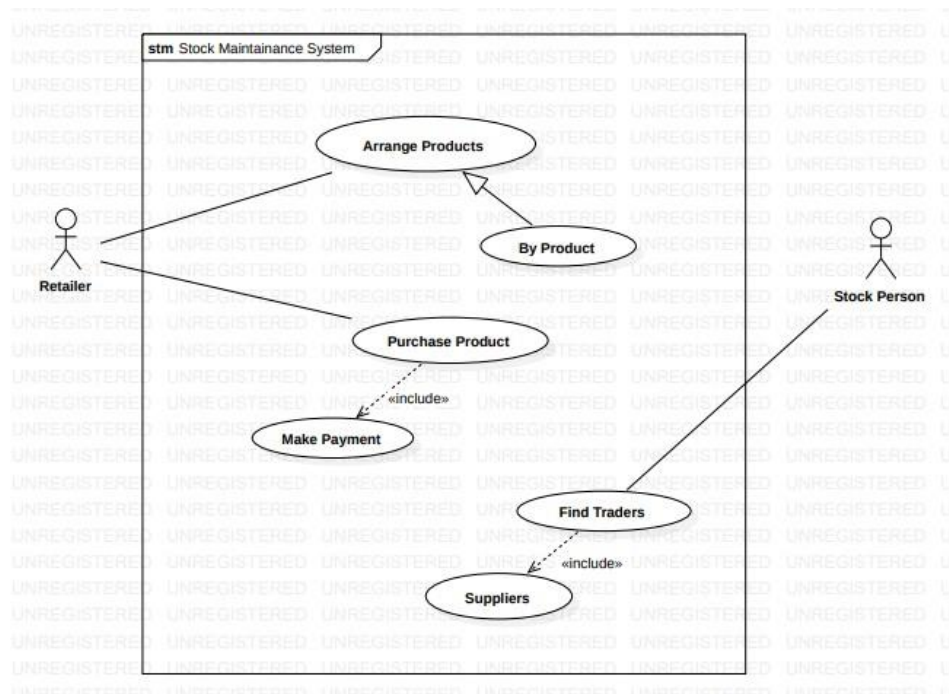 stm Stock Maintainance System
Arrange Products
By Product
Retailer
Stock Person
Purchase Product
«include»
Make Payment
Find Traders
«include»
Suppliers
UNREGISTERED